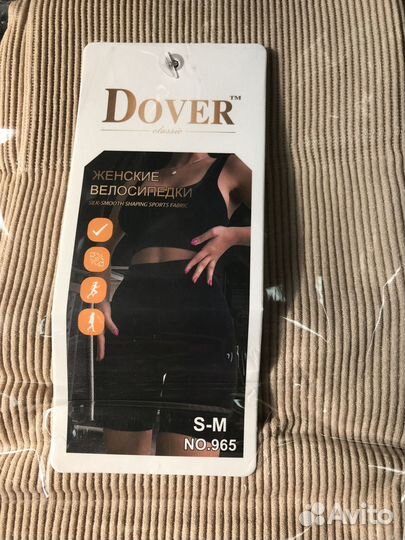 DOVER™
classic
ЖЕНСКИЕ
ВЕЛОСИПЕДКИ
SILK-SMOOTH SHAPING SPORTS FABRIC
S-M
NO.965
Avito